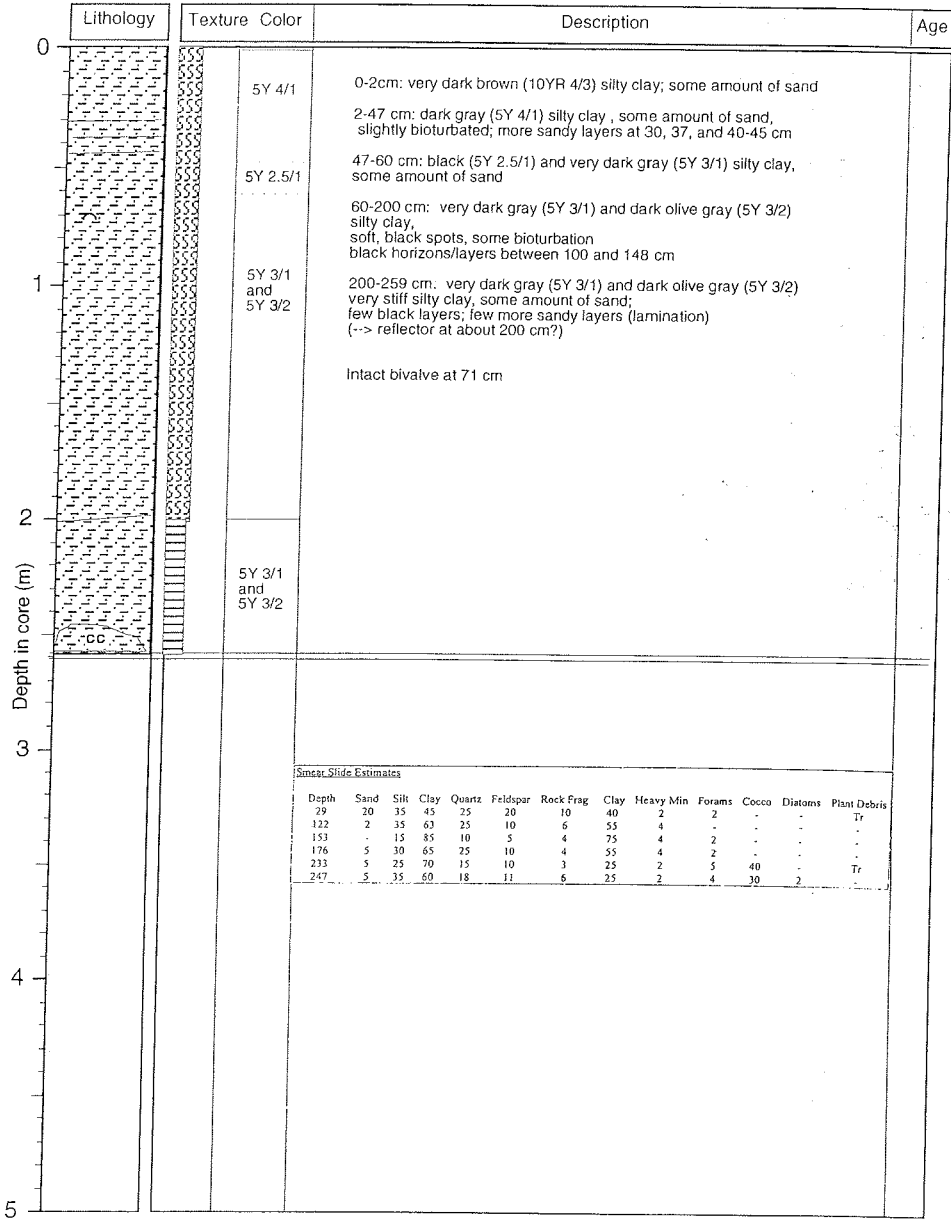 Lithology
Texture Color
Description
Age
0
5Y 4/1
0-2cm: very dark brown (10YR 4/3) silty clay; some amount of sand
2-47 cm: dark gray (5Y 4/1) silty clay , some amount of sand,
slightly bioturbated; more sandy layers at 30, 37, and 40-45 cm
47-60 cm: black (5Y 2.5/1) and very dark gray (5Y 3/1) silty clay,
5Y 2.5/1
some amount of sand
60-200 cm: very dark gray (5Y 3/1) and dark olive gray (5Y 3/2)
silty clay,
soft, black spots, some bioturbation
black horizons/layers between 100 and 148 cm
1
5Y 3/1
and
5Y 3/2
200-259 cm: very dark gray (5Y 3/1) and dark olive gray (5Y 3/2)
very stiff silty clay, some amount of sand;
few black layers; few more sandy layers (lamination)
(--> reflector at about 200 cm?)
Intact bivalve at 71 cm
2
5Y 3/1
and
5Y 3/2
CC
Depth in core (m)
3
Smear Slide Estimates
Depth Sand Silt Clay Quartz Feldspar Rock Frag Clay Heavy Min Forams Cocco Diatoms Plant Debris
29 20 35 45 25 20 10 40 2 2 - - Tr
122 2 35 63 25 10 6 55 4 - - - -
153 - 15 85 10 5 4 75 4 2 - - -
176 5 30 65 25 10 4 55 4 2 - - -
233 5 25 70 15 10 3 25 2 5 40 - Tr
247 5 35 60 18 11 6 25 2 4 30 2 -
4
5